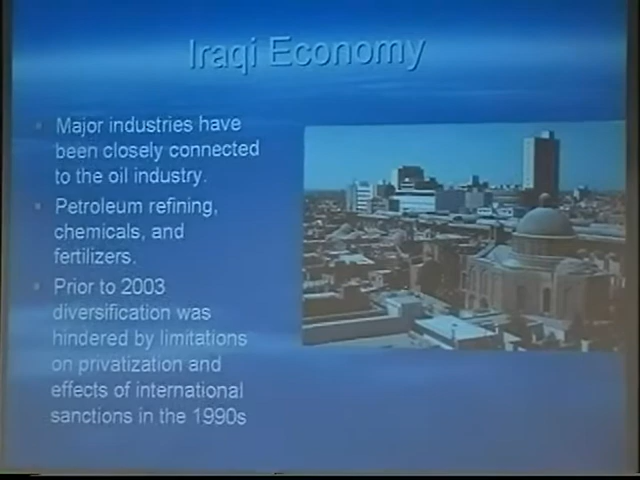 Iraqi Economy
Major industries have
been closely connected
to the oil industry.
Petroleum refining,
chemicals, and
fertilizers.
Prior to 2003
diversification was
hindered by limitations
on privatization and
effects of international
sanctions in the 1990s